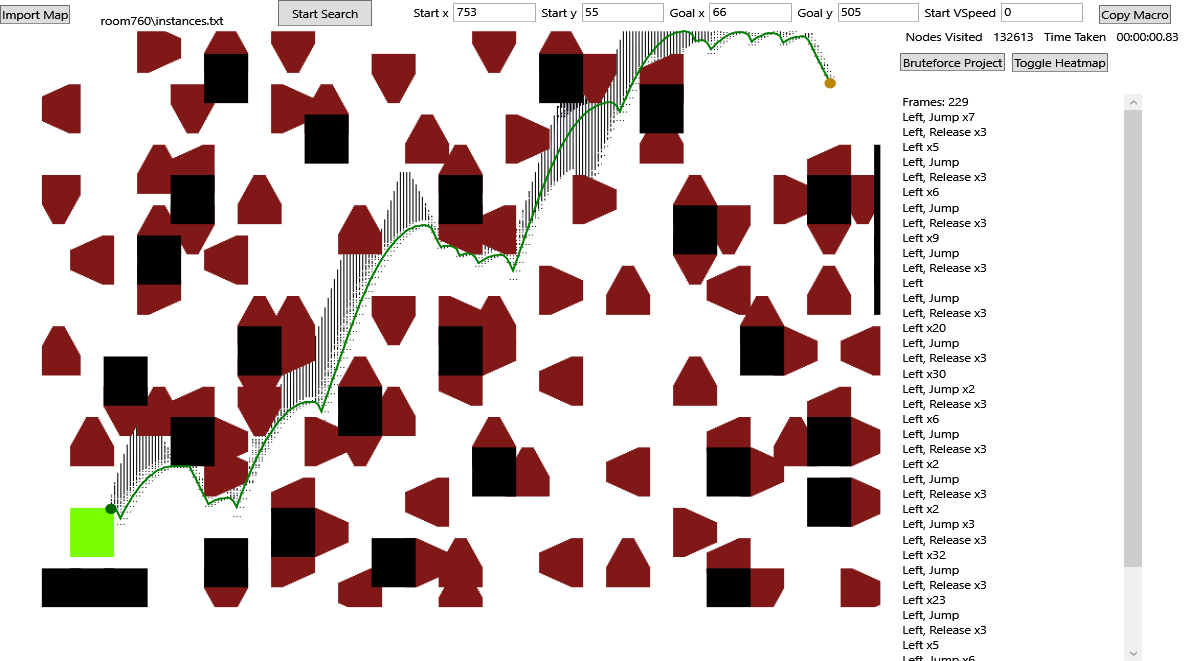 Import Map
room760\instances.txt
Start Search
Start x 753 Start y 55 Goal x 66 Goal y 505 Start VSpeed 0
Copy Macro
Nodes Visited 132613 Time Taken 00:00:00.83
Bruteforce Project Toggle Heatmap
Frames: 229
Left, Jump x7
Left, Release x3
Left x5
Left, Jump
Left, Release x3
Left x6
Left, Jump
Left, Release x3
Left x9
Left, Jump
Left, Release x3
Left
Left, Jump
Left, Release x3
Left x20
Left, Jump
Left, Release x3
Left x30
Left, Jump x2
Left, Release x3
Left x6
Left, Jump
Left, Release x3
Left x2
Left, Jump
Left, Release x3
Left x2
Left, Jump x3
Left, Release x3
Left x32
Left, Jump
Left, Release x3
Left x23
Left, Jump
Left, Release x3
Left x5
Left, Jump x6